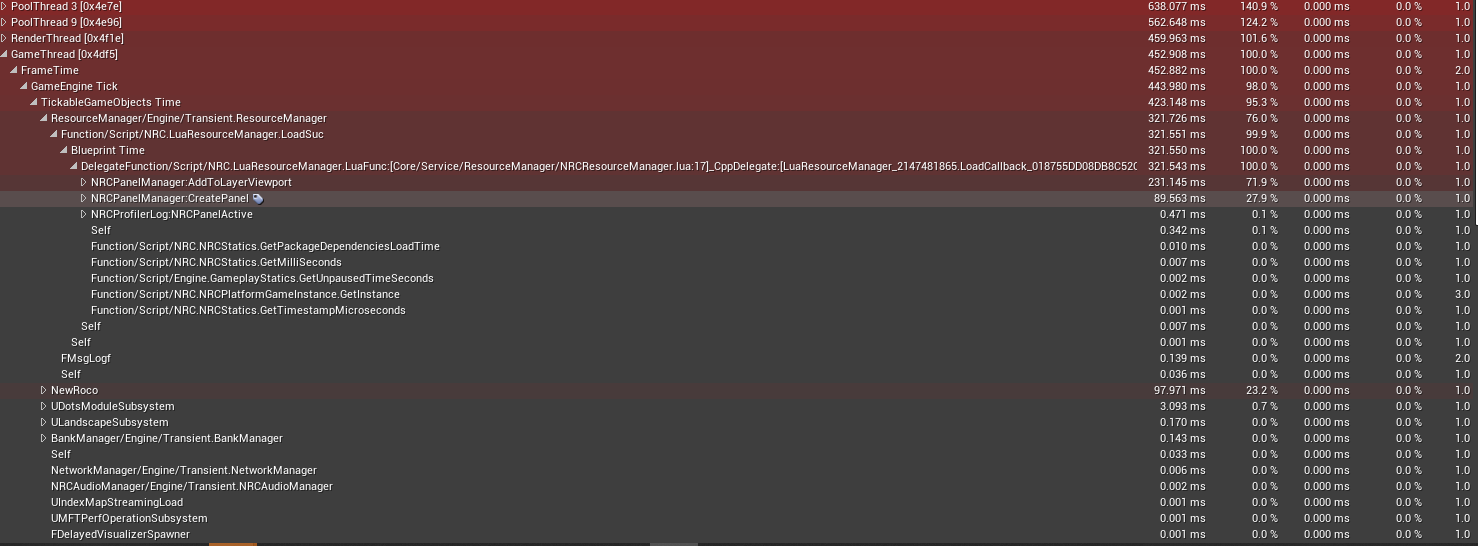 PoolThread 3 [0x4e7e] 638.077 ms 140.9 % 0.000 ms 0.0 % 1.0
PoolThread 9 [0x4e96] 562.648 ms 124.2 % 0.000 ms 0.0 % 1.0
RenderThread [0x4f1e] 459.963 ms 101.6 % 0.000 ms 0.0 % 1.0
GameThread [0x4df5] 452.908 ms 100.0 % 0.000 ms 0.0 % 1.0
FrameTime 452.882 ms 100.0 % 0.000 ms 0.0 % 2.0
GameEngine Tick 443.980 ms 98.0 % 0.000 ms 0.0 % 1.0
TickableGameObjects Time 423.148 ms 95.3 % 0.000 ms 0.0 % 1.0
ResourceManager/Engine/Transient.ResourceManager 321.726 ms 76.0 % 0.000 ms 0.0 % 1.0
Function/Script/NRC.LuaResourceManager.LoadSuc 321.551 ms 99.9 % 0.000 ms 0.0 % 1.0
Blueprint Time 321.550 ms 100.0 % 0.000 ms 0.0 % 1.0
DelegateFunction/Script/NRC.LuaResourceManager.LuaFunc:[Core/Service/ResourceManager/NRCResourceManager.lua:17]_CppDelegate:[LuaResourceManager_2147481865.LoadCallback_018755DD08DB8C52C 321.543 ms 100.0 % 0.000 ms 0.0 % 1.0
NRCPanelManager:AddToLayerViewport 231.145 ms 71.9 % 0.000 ms 0.0 % 1.0
NRCPanelManager:CreatePanel 89.563 ms 27.9 % 0.000 ms 0.0 % 1.0
NRCProfilerLog:NRCPanelActive 0.471 ms 0.1 % 0.000 ms 0.0 % 1.0
Self 0.342 ms 0.1 % 0.000 ms 0.0 % 1.0
Function/Script/NRC.NRCStatics.GetPackageDependenciesLoadTime 0.010 ms 0.0 % 0.000 ms 0.0 % 1.0
Function/Script/NRC.NRCStatics.GetMilliSeconds 0.007 ms 0.0 % 0.000 ms 0.0 % 1.0
Function/Script/Engine.GameplayStatics.GetUnpausedTimeSeconds 0.002 ms 0.0 % 0.000 ms 0.0 % 1.0
Function/Script/NRC.NRCPlatformGameInstance.GetInstance 0.002 ms 0.0 % 0.000 ms 0.0 % 3.0
Function/Script/NRC.NRCStatics.GetTimestampMicroseconds 0.001 ms 0.0 % 0.000 ms 0.0 % 1.0
Self 0.007 ms 0.0 % 0.000 ms 0.0 % 1.0
Self 0.001 ms 0.0 % 0.000 ms 0.0 % 1.0
FMsgLogf 0.139 ms 0.0 % 0.000 ms 0.0 % 2.0
Self 0.036 ms 0.0 % 0.000 ms 0.0 % 1.0
NewRoco 97.971 ms 23.2 % 0.000 ms 0.0 % 1.0
UDotsModuleSubsystem 3.093 ms 0.7 % 0.000 ms 0.0 % 1.0
ULandscapeSubsystem 0.170 ms 0.0 % 0.000 ms 0.0 % 1.0
BankManager/Engine/Transient.BankManager 0.143 ms 0.0 % 0.000 ms 0.0 % 1.0
Self 0.033 ms 0.0 % 0.000 ms 0.0 % 1.0
NetworkManager/Engine/Transient.NetworkManager 0.006 ms 0.0 % 0.000 ms 0.0 % 1.0
NRCAudioManager/Engine/Transient.NRCAudioManager 0.002 ms 0.0 % 0.000 ms 0.0 % 1.0
UIndexMapStreamingLoad 0.001 ms 0.0 % 0.000 ms 0.0 % 1.0
UMFTPerfOperationSubsystem 0.001 ms 0.0 % 0.000 ms 0.0 % 1.0
FDelayedVisualizerSpawner 0.001 ms 0.0 % 0.000 ms 0.0 % 1.0